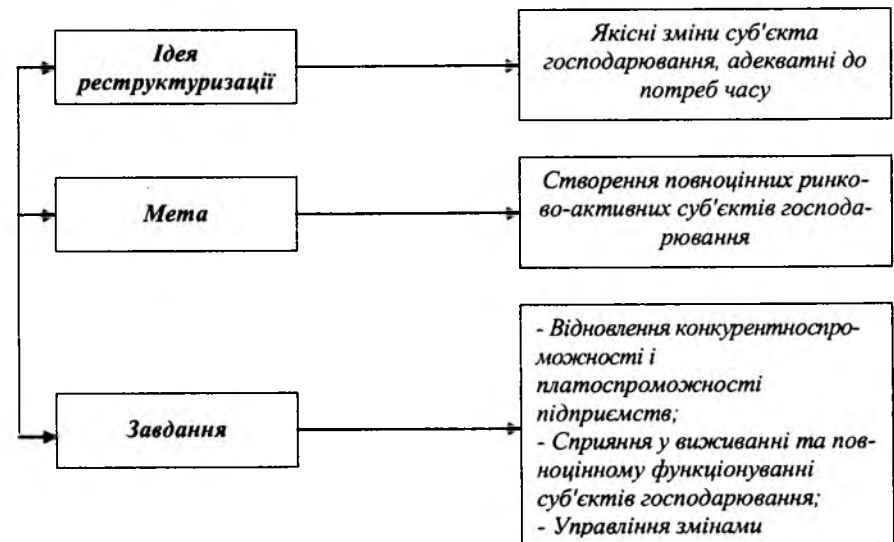 Ідея
реструктуризації
Якісні зміни суб'єкта
господарювання, адекватні до
потреб часу
Мета
Створення повноцінних ринко-
во-активних суб'єктів господа-
рювання
Завдання
- Відновлення конкурентноспро-
можності і
платоспроможності
підприємств;
- Сприяння у виживанні та пов-
ноцінному функціонуванні
суб'єктів господарювання;
- Управління змінами